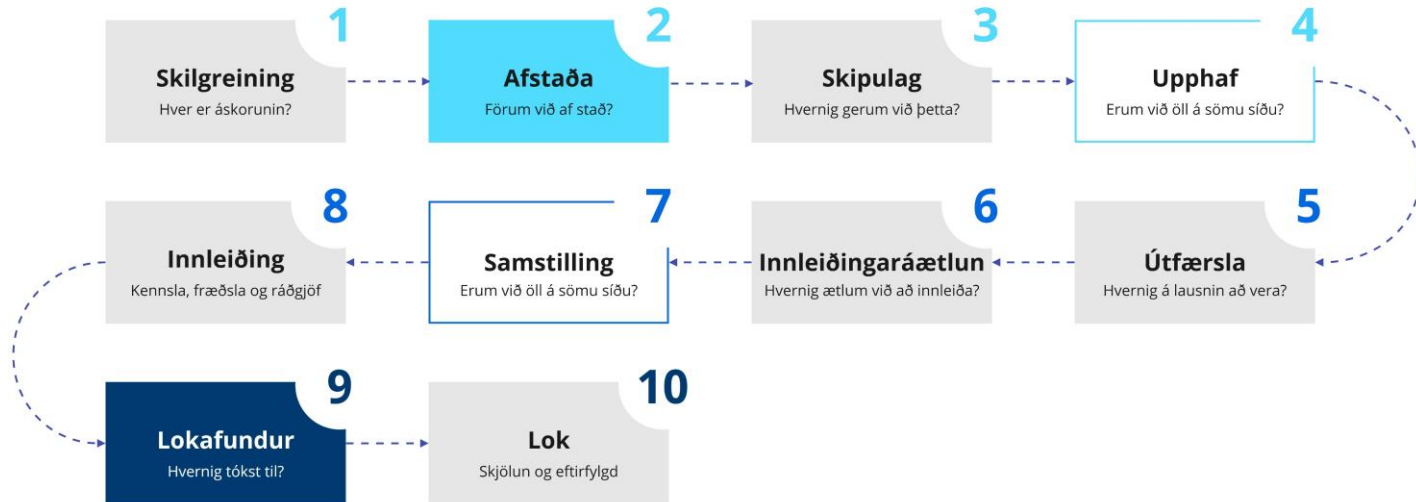 1
Skilgreining
Hver er áskorunin?
2
Afstaða
Förum við af stað?
3
Skipulag
Hvernig gerum við þetta?
4
Upphaf
Erum við öll á sömu síðu?
5
Útfærsla
Hvernig á lausnin að vera?
6
Innleiðingaráætlun
Hvernig ætlum við að innleiða?
7
Samstilling
Erum við öll á sömu síðu?
8
Innleiðing
Kennsla, fræðsla og ráðgjöf
9
Lokafundur
Hvernig tókst til?
10
Lok
Skjölun og eftirfylgd